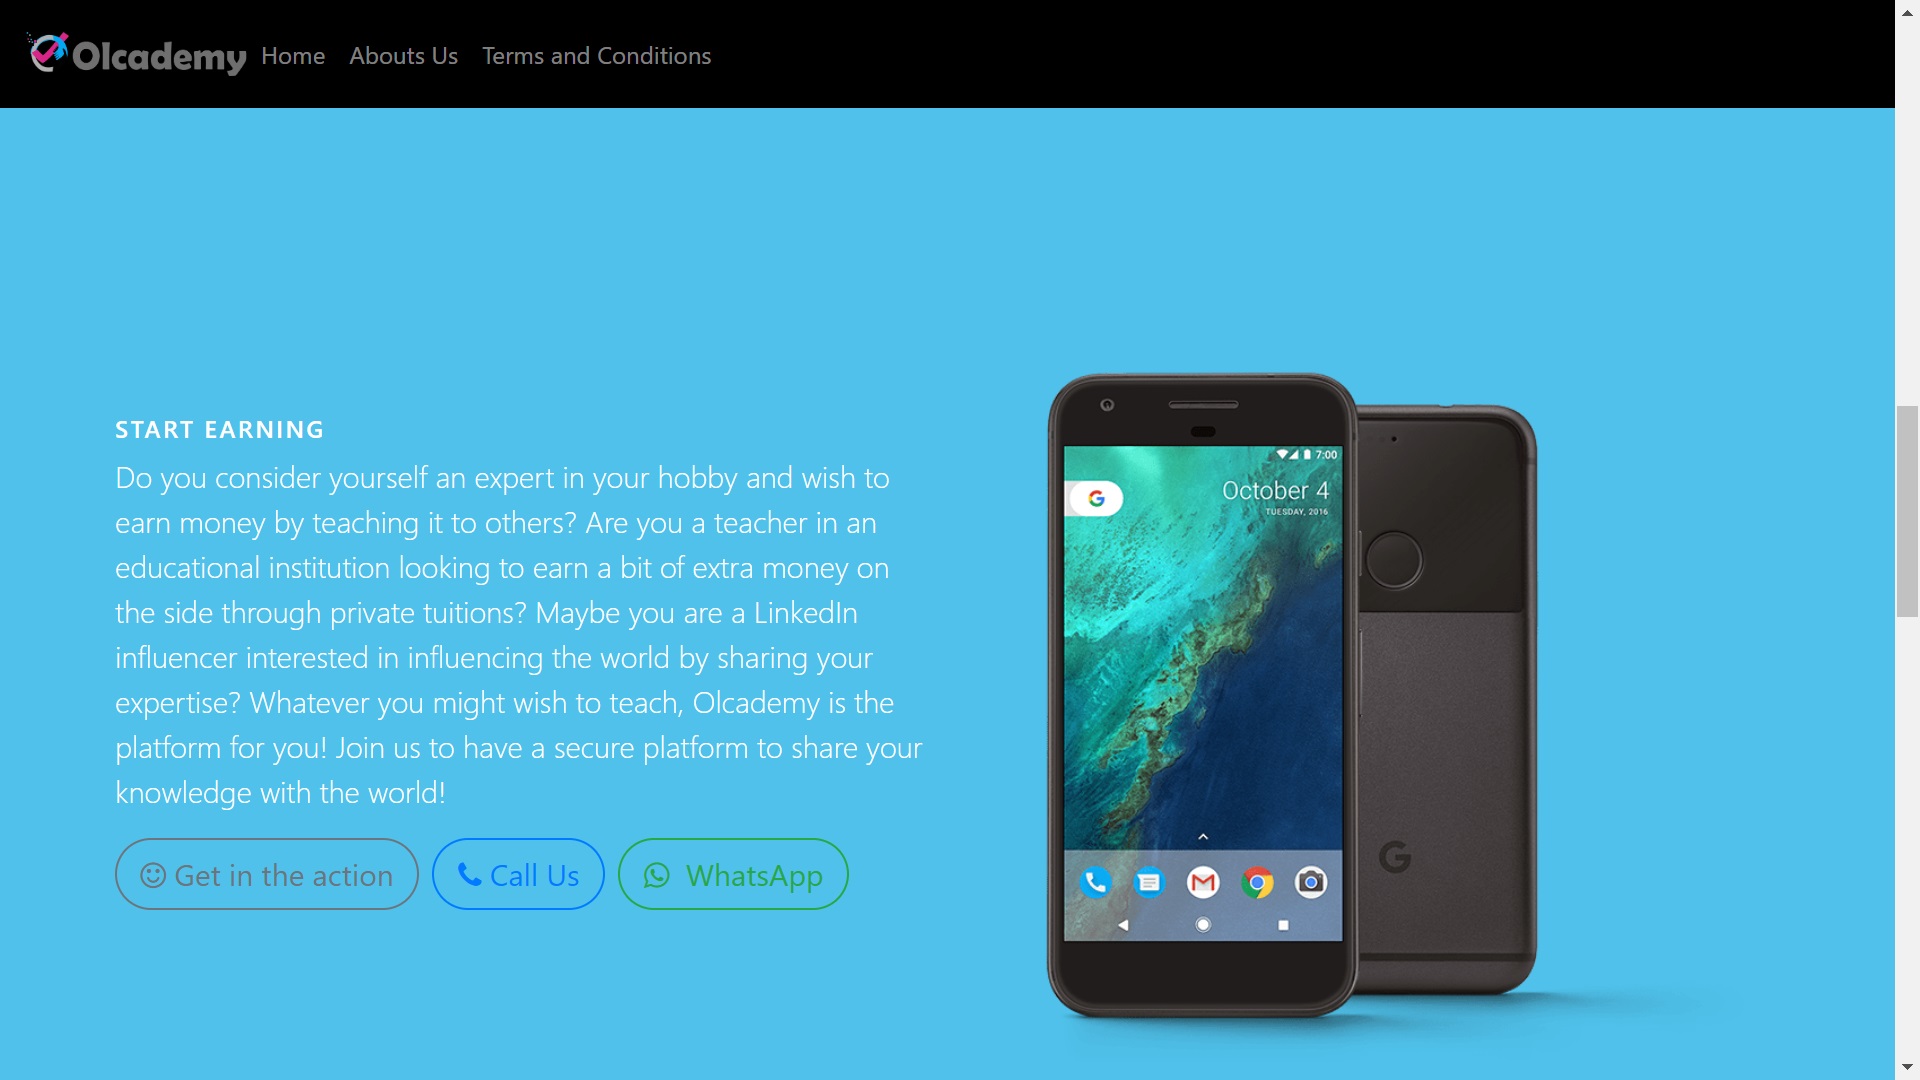 Olcademy Home Abouts Us Terms and Conditions
START EARNING
Do you consider yourself an expert in your hobby and wish to
earn money by teaching it to others? Are you a teacher in an
educational institution looking to earn a bit of extra money on
the side through private tuitions? Maybe you are a LinkedIn
influencer interested in influencing the world by sharing your
expertise? Whatever you might wish to teach, Olcademy is the
platform for you! Join us to have a secure platform to share your
knowledge with the world!
Get in the action Call Us WhatsApp
7:00
G
October 4
TUESDAY, 2016
G